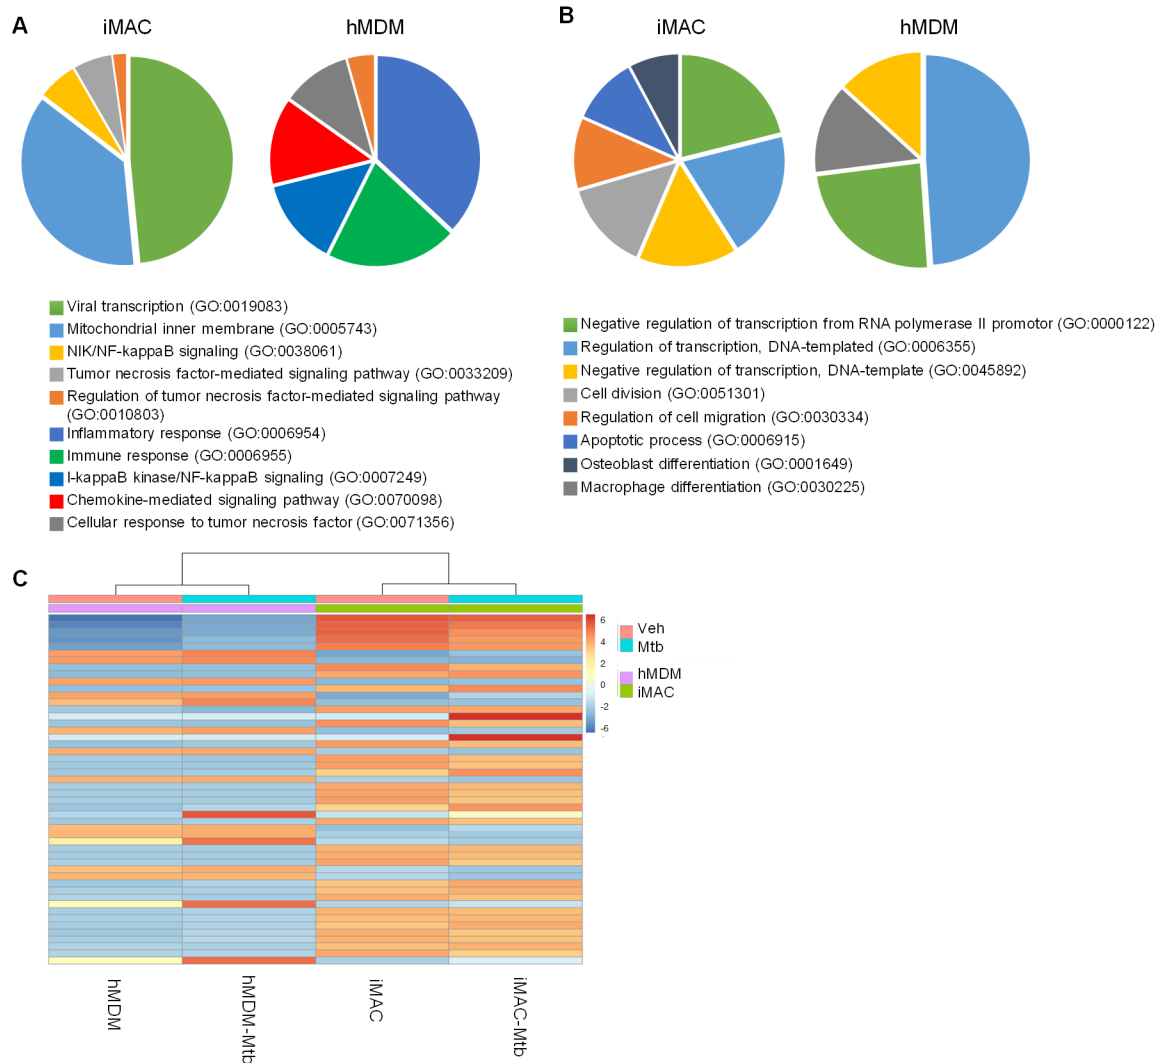 A
iMAC
hMDM
Viral transcription (GO:0019083)
Mitochondrial inner membrane (GO:0005743)
NIK/NF-kappaB signaling (GO:0038061)
Tumor necrosis factor-mediated signaling pathway (GO:0033209)
Regulation of tumor necrosis factor-mediated signaling pathway
(GO:0010803)
Inflammatory response (GO:0006954)
Immune response (GO:0006955)
I-kappaB kinase/NF-kappaB signaling (GO:0007249)
Chemokine-mediated signaling pathway (GO:0070098)
Cellular response to tumor necrosis factor (GO:0071356)
B
iMAC
hMDM
Negative regulation of transcription from RNA polymerase II promotor (GO:0000122)
Regulation of transcription, DNA-templated (GO:0006355)
Negative regulation of transcription, DNA-template (GO:0045892)
Cell division (GO:0051301)
Regulation of cell migration (GO:0030334)
Apoptotic process (GO:0006915)
Osteoblast differentiation (GO:0001649)
Macrophage differentiation (GO:0030225)
C
6
4
2
0
-2
-4
-6
Veh
Mtb
hMDM
iMAC
hMDM
hMDM-Mtb
iMAC
iMAC-Mtb